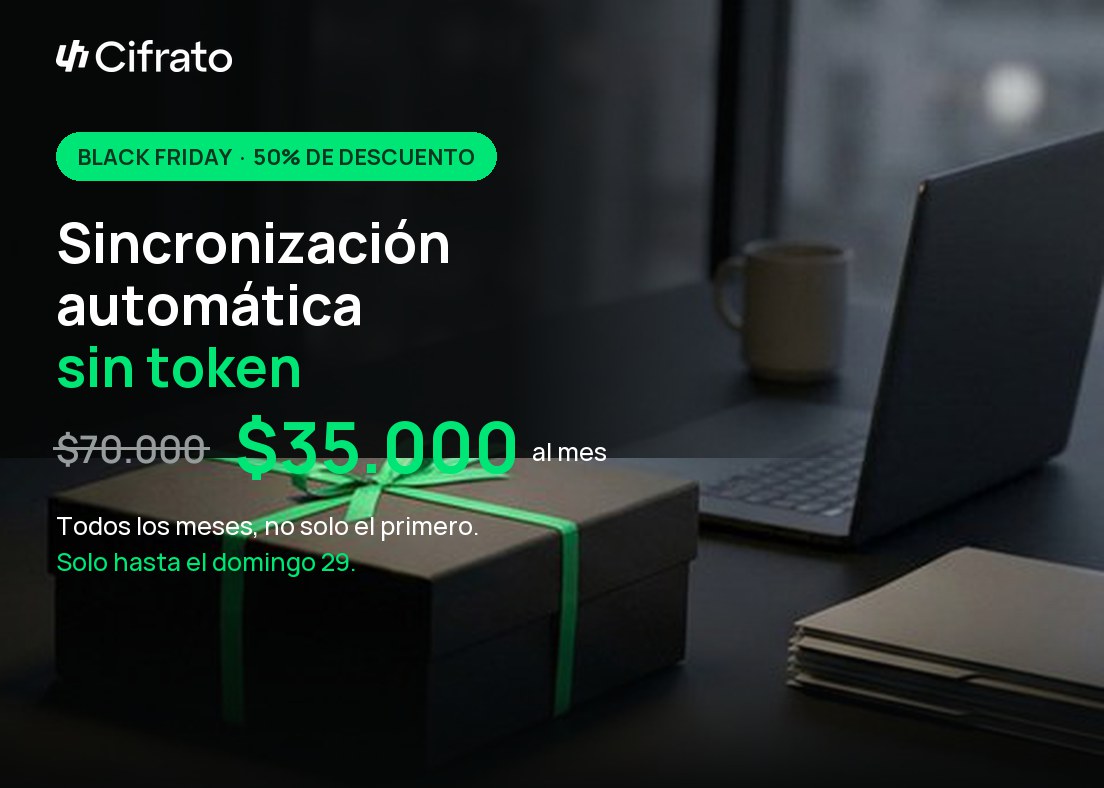 Cifrato
BLACK FRIDAY · 50% DE DESCUENTO
Sincronización
automática
sin token
$70.000 $35.000 al mes
Todos los meses, no solo el primero.
Solo hasta el domingo 29.